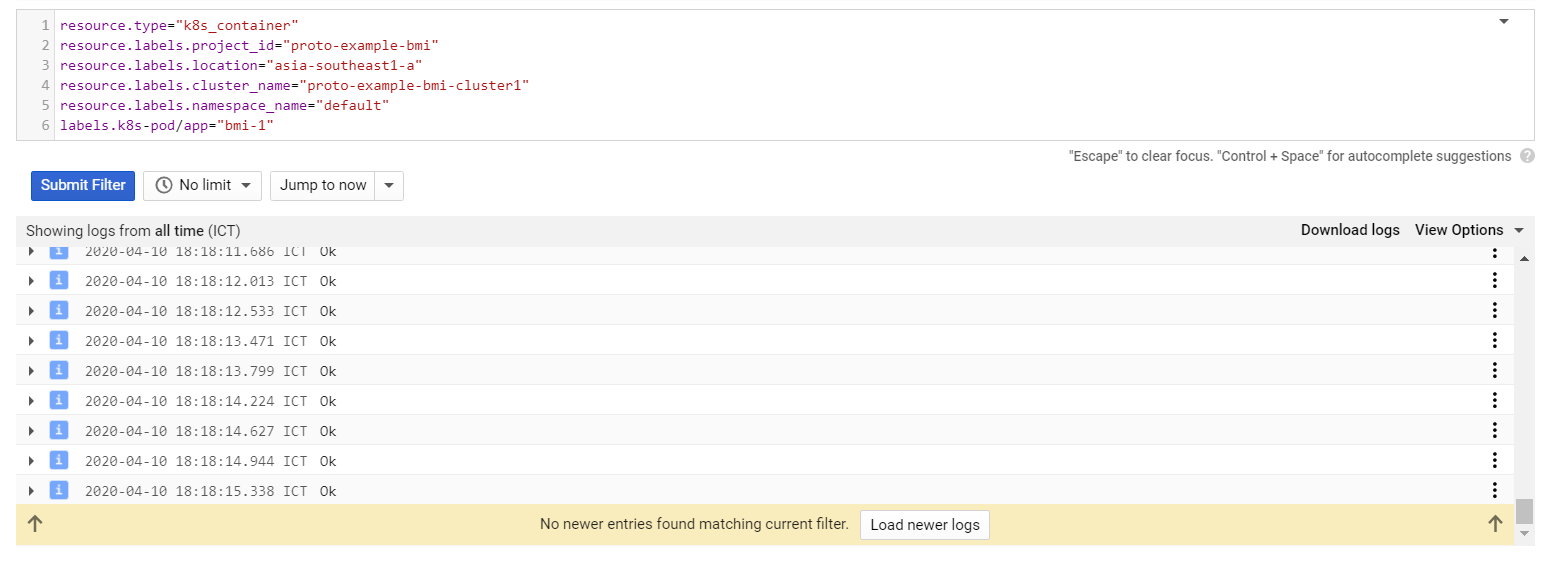 1 resource.type="k8s_container"
2 resource.labels.project_id="proto-example-bmi"
3 resource.labels.location="asia-southeast1-a"
4 resource.labels.cluster_name="proto-example-bmi-cluster1"
5 resource.labels.namespace_name="default"
6 labels.k8s-pod/app="bmi-1"
"Escape" to clear focus. "Control + Space" for autocomplete suggestions ?
Submit Filter No limit Jump to now
Showing logs from all time (ICT) Download logs View Options
i 2020-04-10 18:18:11.686 ICT Ok
i 2020-04-10 18:18:12.013 ICT Ok
i 2020-04-10 18:18:12.533 ICT Ok
i 2020-04-10 18:18:13.471 ICT Ok
i 2020-04-10 18:18:13.799 ICT Ok
i 2020-04-10 18:18:14.224 ICT Ok
i 2020-04-10 18:18:14.627 ICT Ok
i 2020-04-10 18:18:14.944 ICT Ok
i 2020-04-10 18:18:15.338 ICT Ok
No newer entries found matching current filter. Load newer logs